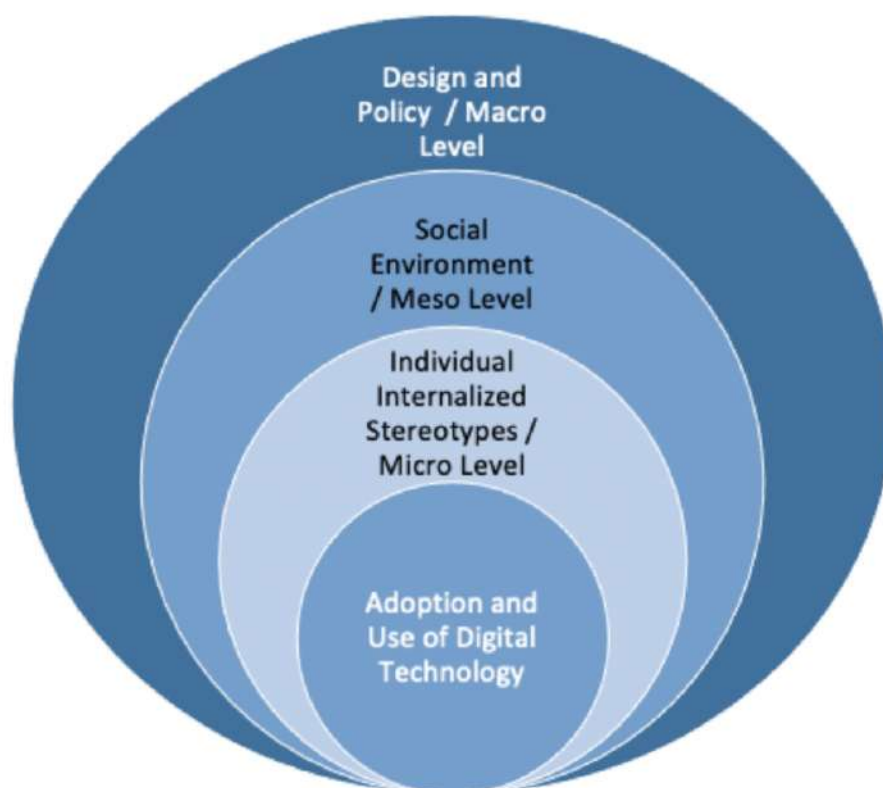 Design and
Policy / Macro
Level
Social
Environment
/ Meso Level
Individual
Internalized
Stereotypes /
Micro Level
Adoption and
Use of Digital
Technology